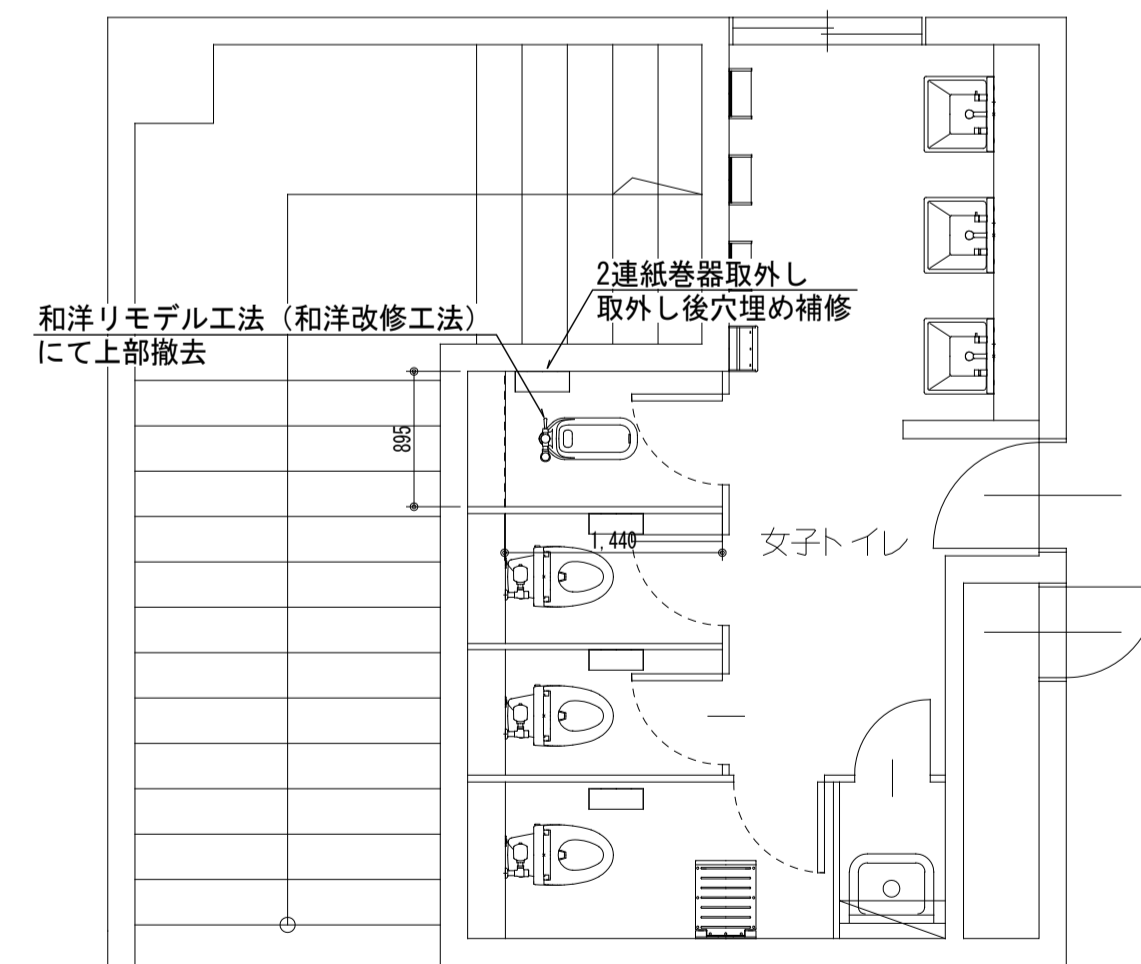 2連紙巻器取外し
取外し後穴埋め補修
和洋リモデル工法（和洋改修工法）
にて上部撤去
895
1,440
女子トイレ